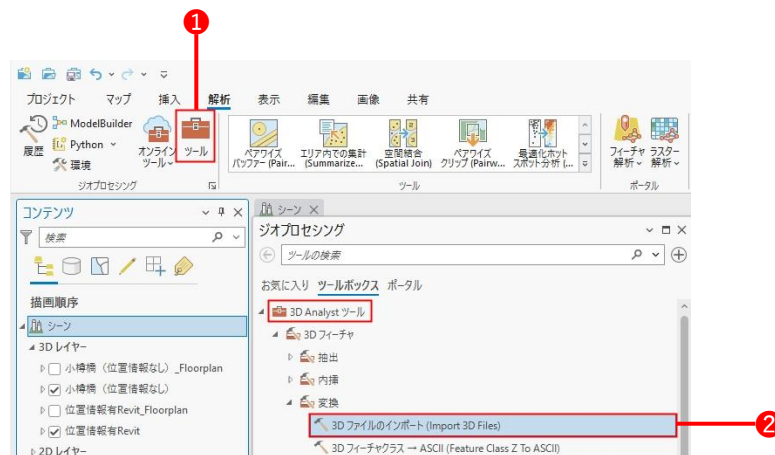 1
プロジェクト マップ 挿入 解析 表示 編集 画像 共有
履歴
ModelBuilder
Python
環境
オンライン ツール
ツール
ペアワイズ バッファー (Pair...
エリア内での集計 (Summarize...
空間結合 (Spatial Join)
ペアワイズ クリップ (Pairw...
最適化ホット スポット分析 (...
フィーチャ 解析
ラスター 解析
ジオプロセシング
ツール
ポータル
コンテンツ
検索
描画順序
シーン
3D レイヤー
小樽橋（位置情報なし）_Floorplan
小樽橋（位置情報なし）
位置情報有Revit_Floorplan
位置情報有Revit
2D レイヤー
シーン
ジオプロセシング
ツールの検索
お気に入り ツールボックス ポータル
3D Analyst ツール
3D フィーチャ
抽出
内挿
変換
3D ファイルのインポート (Import 3D Files)
2
3D フィーチャクラス → ASCII (Feature Class Z To ASCII)